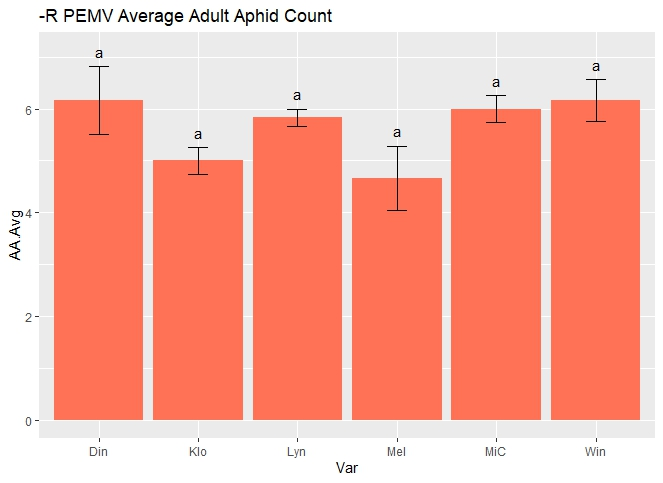 -R PEMV Average Adult Aphid Count
a
a
a
a
a
a
6
4
2
0
AA.Avg
Din
Klo
Lyn
Mel
MiC
Win
Var